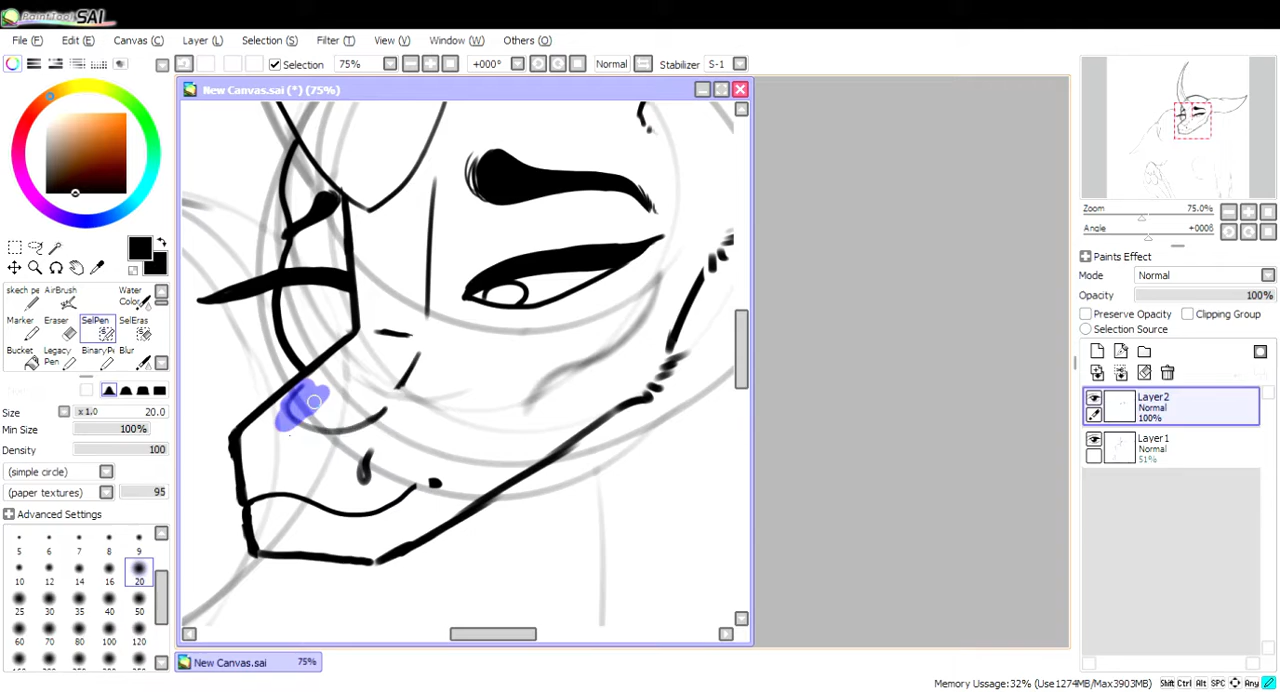 PaintTool SAI
File (F) Edit (E) Canvas (C) Layer (L) Selection (S) Filter (T) View (V) Window (W) Others (O)
Selection 75% +000° Normal Stabilizer S-1
New Canvas.sai (*) (75%)
Zoom 75.0%
Angle +0006
Paints Effect
Mode Normal
Opacity 100%
Preserve Opacity Clipping Group
Selection Source
Layer2
Normal
100%
Layer1
Normal
51%
skech pe AirBrush Water
Color
Marker Eraser SelPen SelEras
Bucket Legacy BinaryP Blur
Pen
Size x 1.0 20.0
Min Size 100%
Density 100
(simple circle)
(paper textures) 95
Advanced Settings
5 6 7 8 9
10 12 14 16 20
25 30 35 40 50
60 70 80 100 120
New Canvas.sai 75%
Memory Usage:32% (Use1274MB/Max3903MB) Shift Ctrl Alt SPC Any